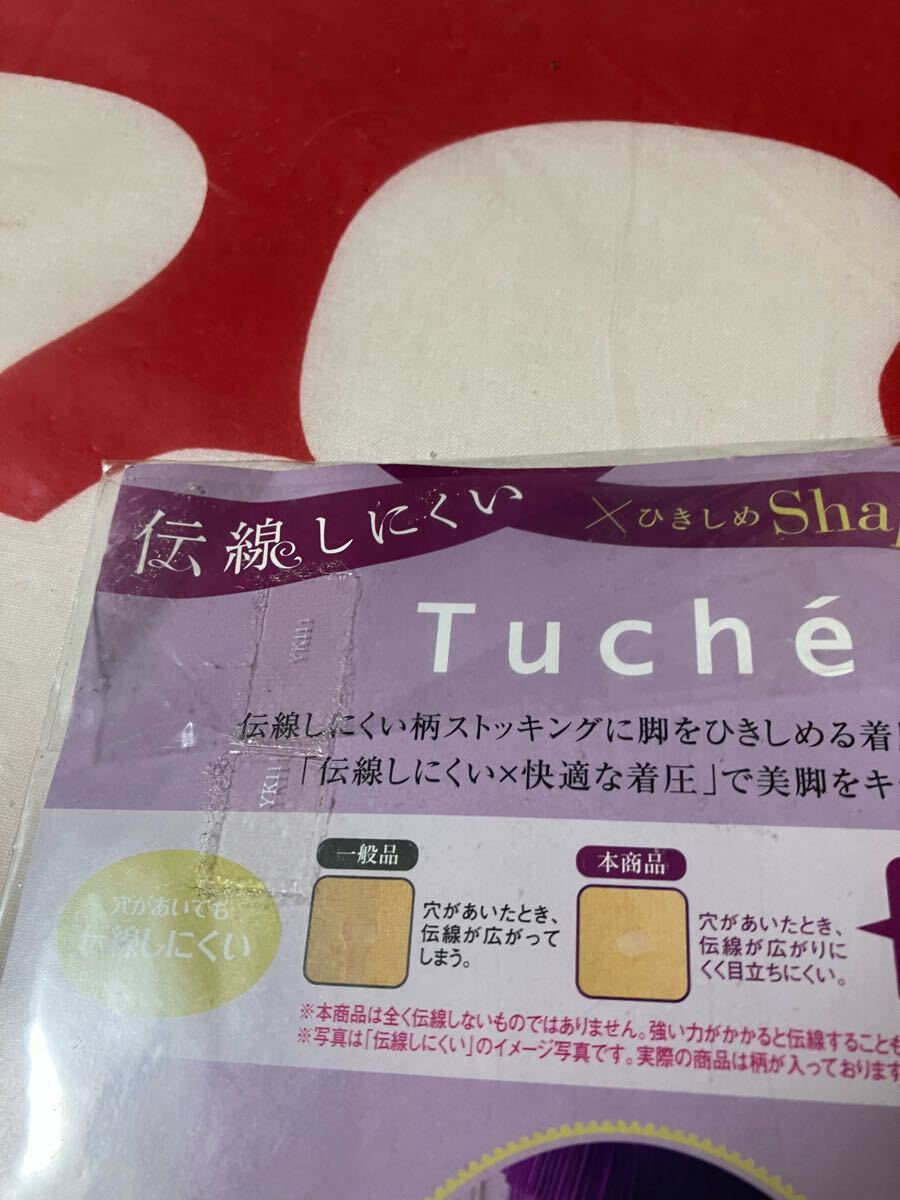 伝線しにくい
×ひきしめShap
Tuché
YKI1
伝線しにくい柄ストッキングに脚をひきしめる着
「伝線しにくい×快適な着圧」で美脚をキ
YKI1
穴があいでも
伝線しにくい
一般品
穴があいたとき、
伝線が広がって
しまう。
本商品
穴があいたとき、
伝線が広がりに
くく目立ちにくい。
※本商品は全く伝線しないものではありません。強い力がかかると伝線することも
※写真は「伝線しにくい」のイメージ写真です。実際の商品は柄が入っております